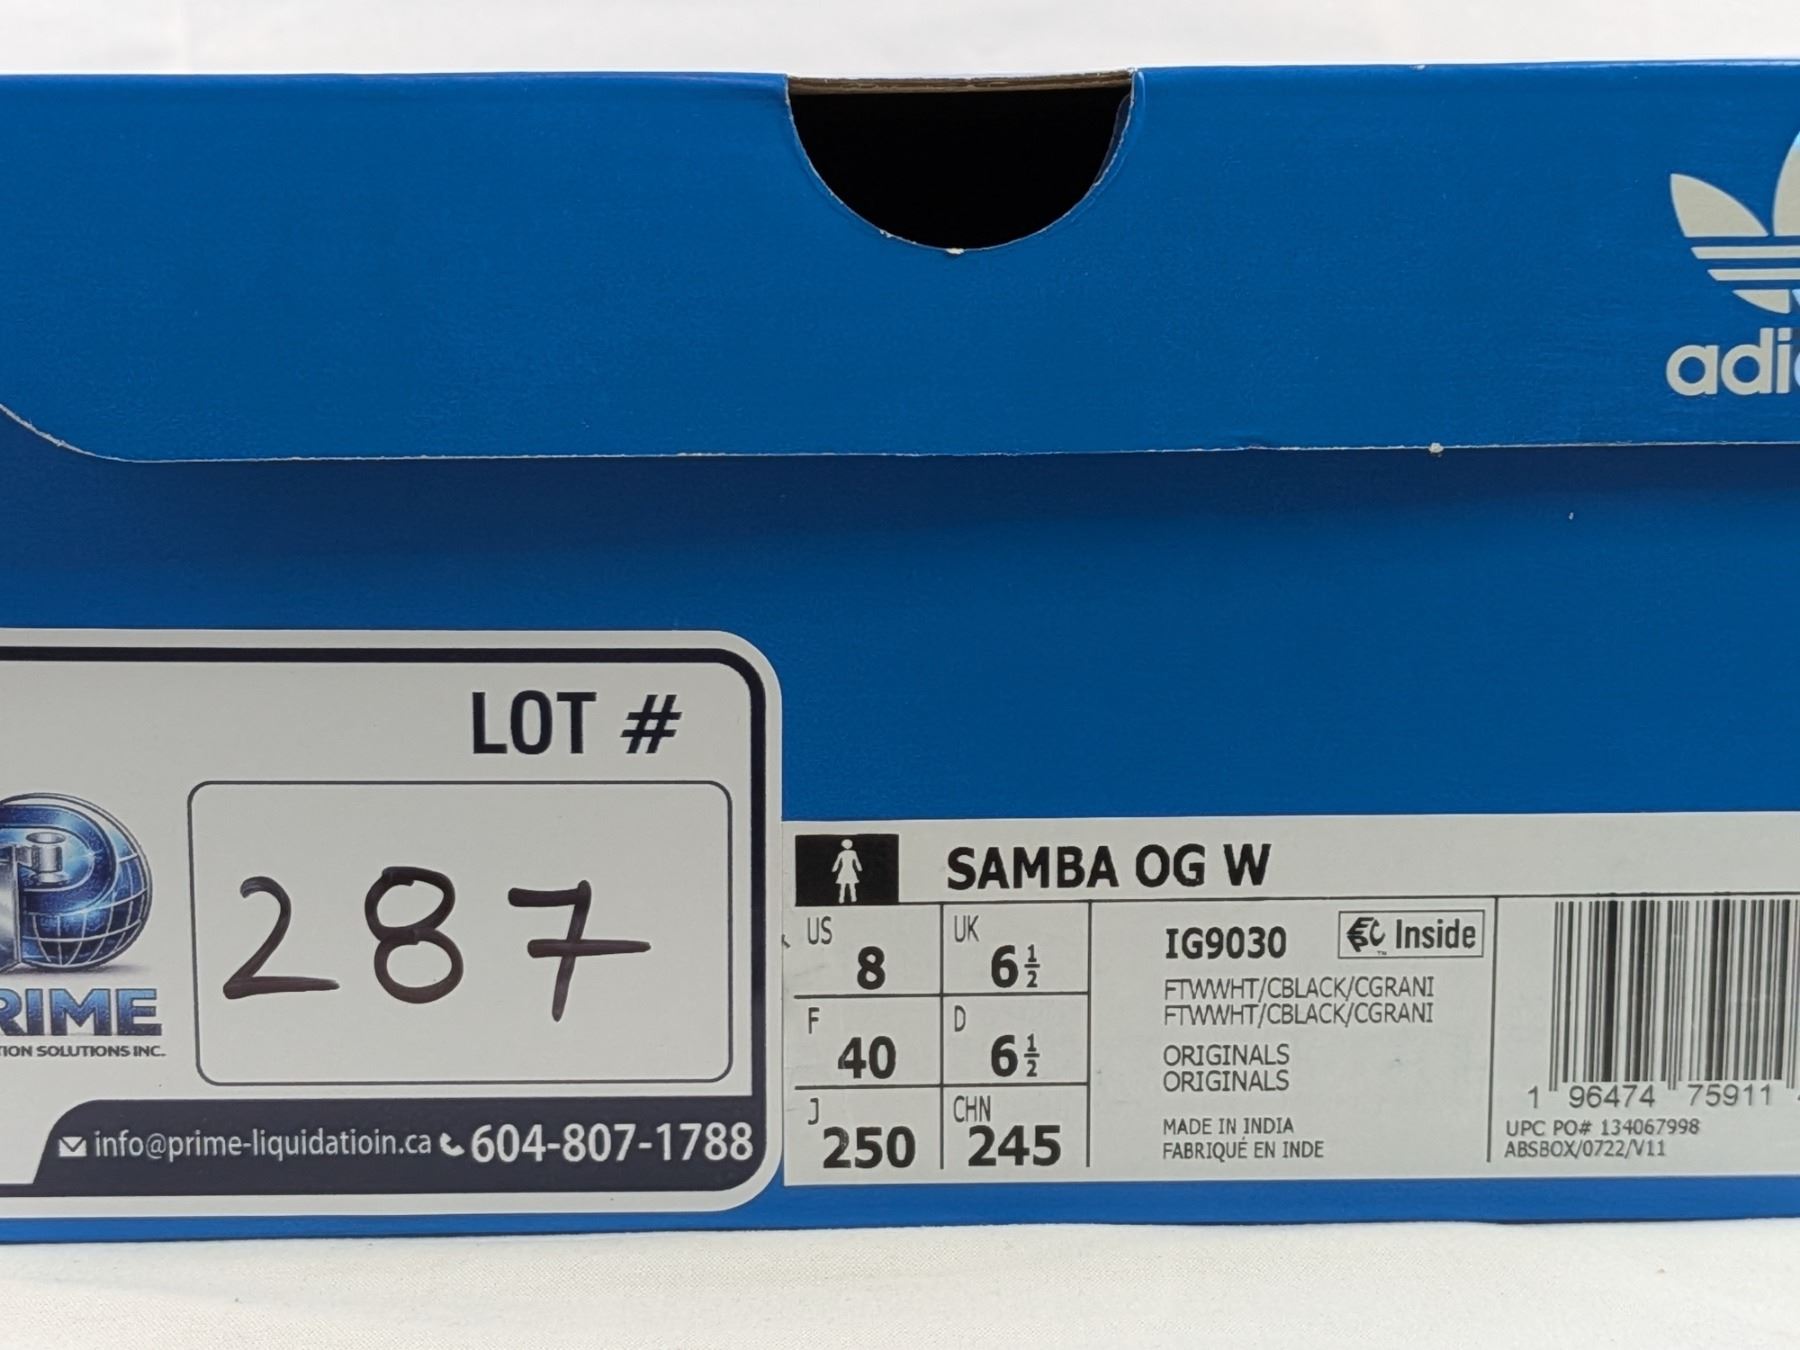 adi
LOT #
287
RIME
TION SOLUTIONS INC.
info@prime-liquidatioin.ca 604-807-1788
SAMBA OG W
US 8 UK 6½
F 40 D 6½
J 250 CHN 245
IG9030 Inside
FTWWHT/CBLACK/CGRANI
FTWWHT/CBLACK/CGRANI
ORIGINALS
ORIGINALS
MADE IN INDIA
FABRIQUÉ EN INDE
1 96474 75911
UPC PO# 134067998
ABSBOX/0722/V11